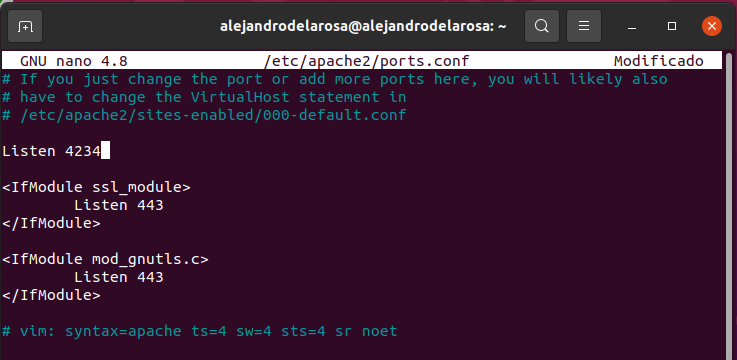 alejandrodelarosa@alejandrodelarosa: ~
GNU nano 4.8 /etc/apache2/ports.conf Modificado
# If you just change the port or add more ports here, you will likely also
# have to change the VirtualHost statement in
# /etc/apache2/sites-enabled/000-default.conf
Listen 4234
<IfModule ssl_module>
Listen 443
</IfModule>
<IfModule mod_gnutls.c>
Listen 443
</IfModule>
# vim: syntax=apache ts=4 sw=4 sts=4 sr noet